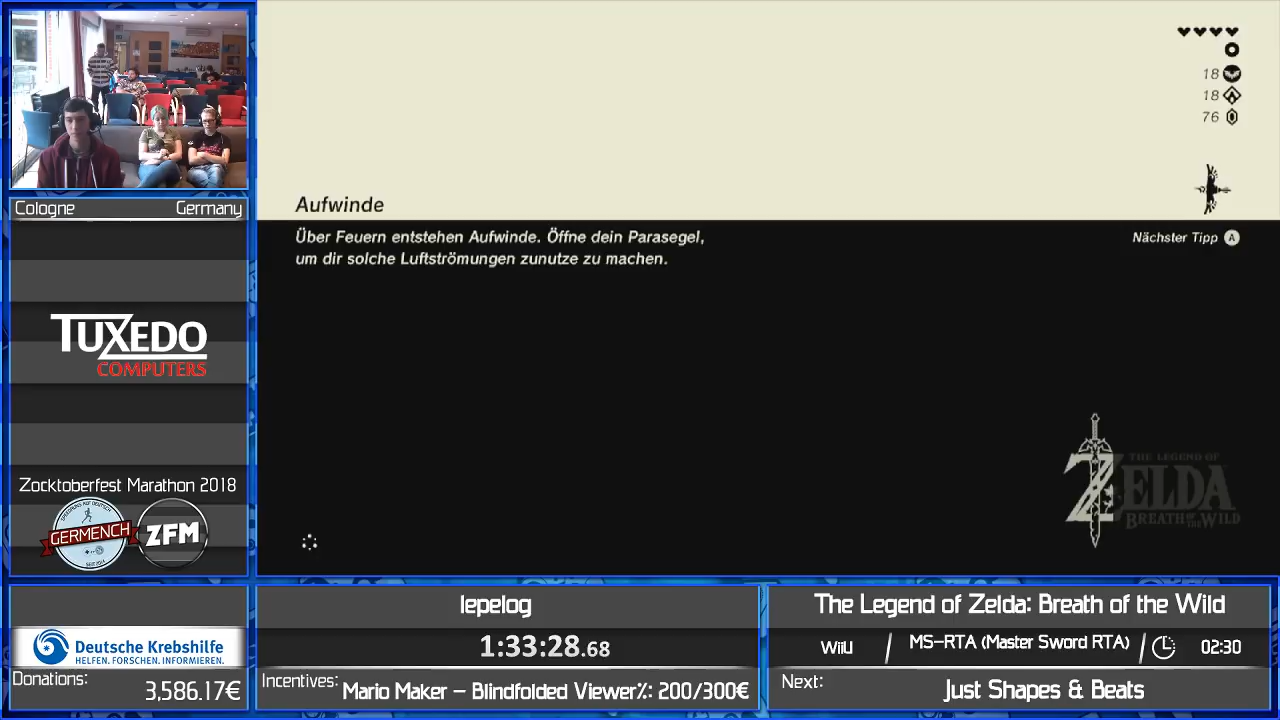 18
18
76
Aufwinde
Über Feuern entstehen Aufwinde. Öffne dein Parasegel,
um dir solche Luftströmungen zunutze zu machen.
Nächster Tipp A
THE LEGEND OF
ZELDA
BREATH OF THE WILD
Cologne Germany
TUXEDO
COMPUTERS
Zocktoberfest Marathon 2018
GERMENCH
ZFM
Deutsche Krebshilfe
HELFEN. FORSCHEN. INFORMIEREN.
Donations: 3,586.17€
lepelog
1:33:28.68
Incentives: Mario Maker – Blindfolded Viewer%: 200/300€
The Legend of Zelda: Breath of the Wild
WiiU / MS-RTA (Master Sword RTA) / 02:30
Next: Just Shapes & Beats